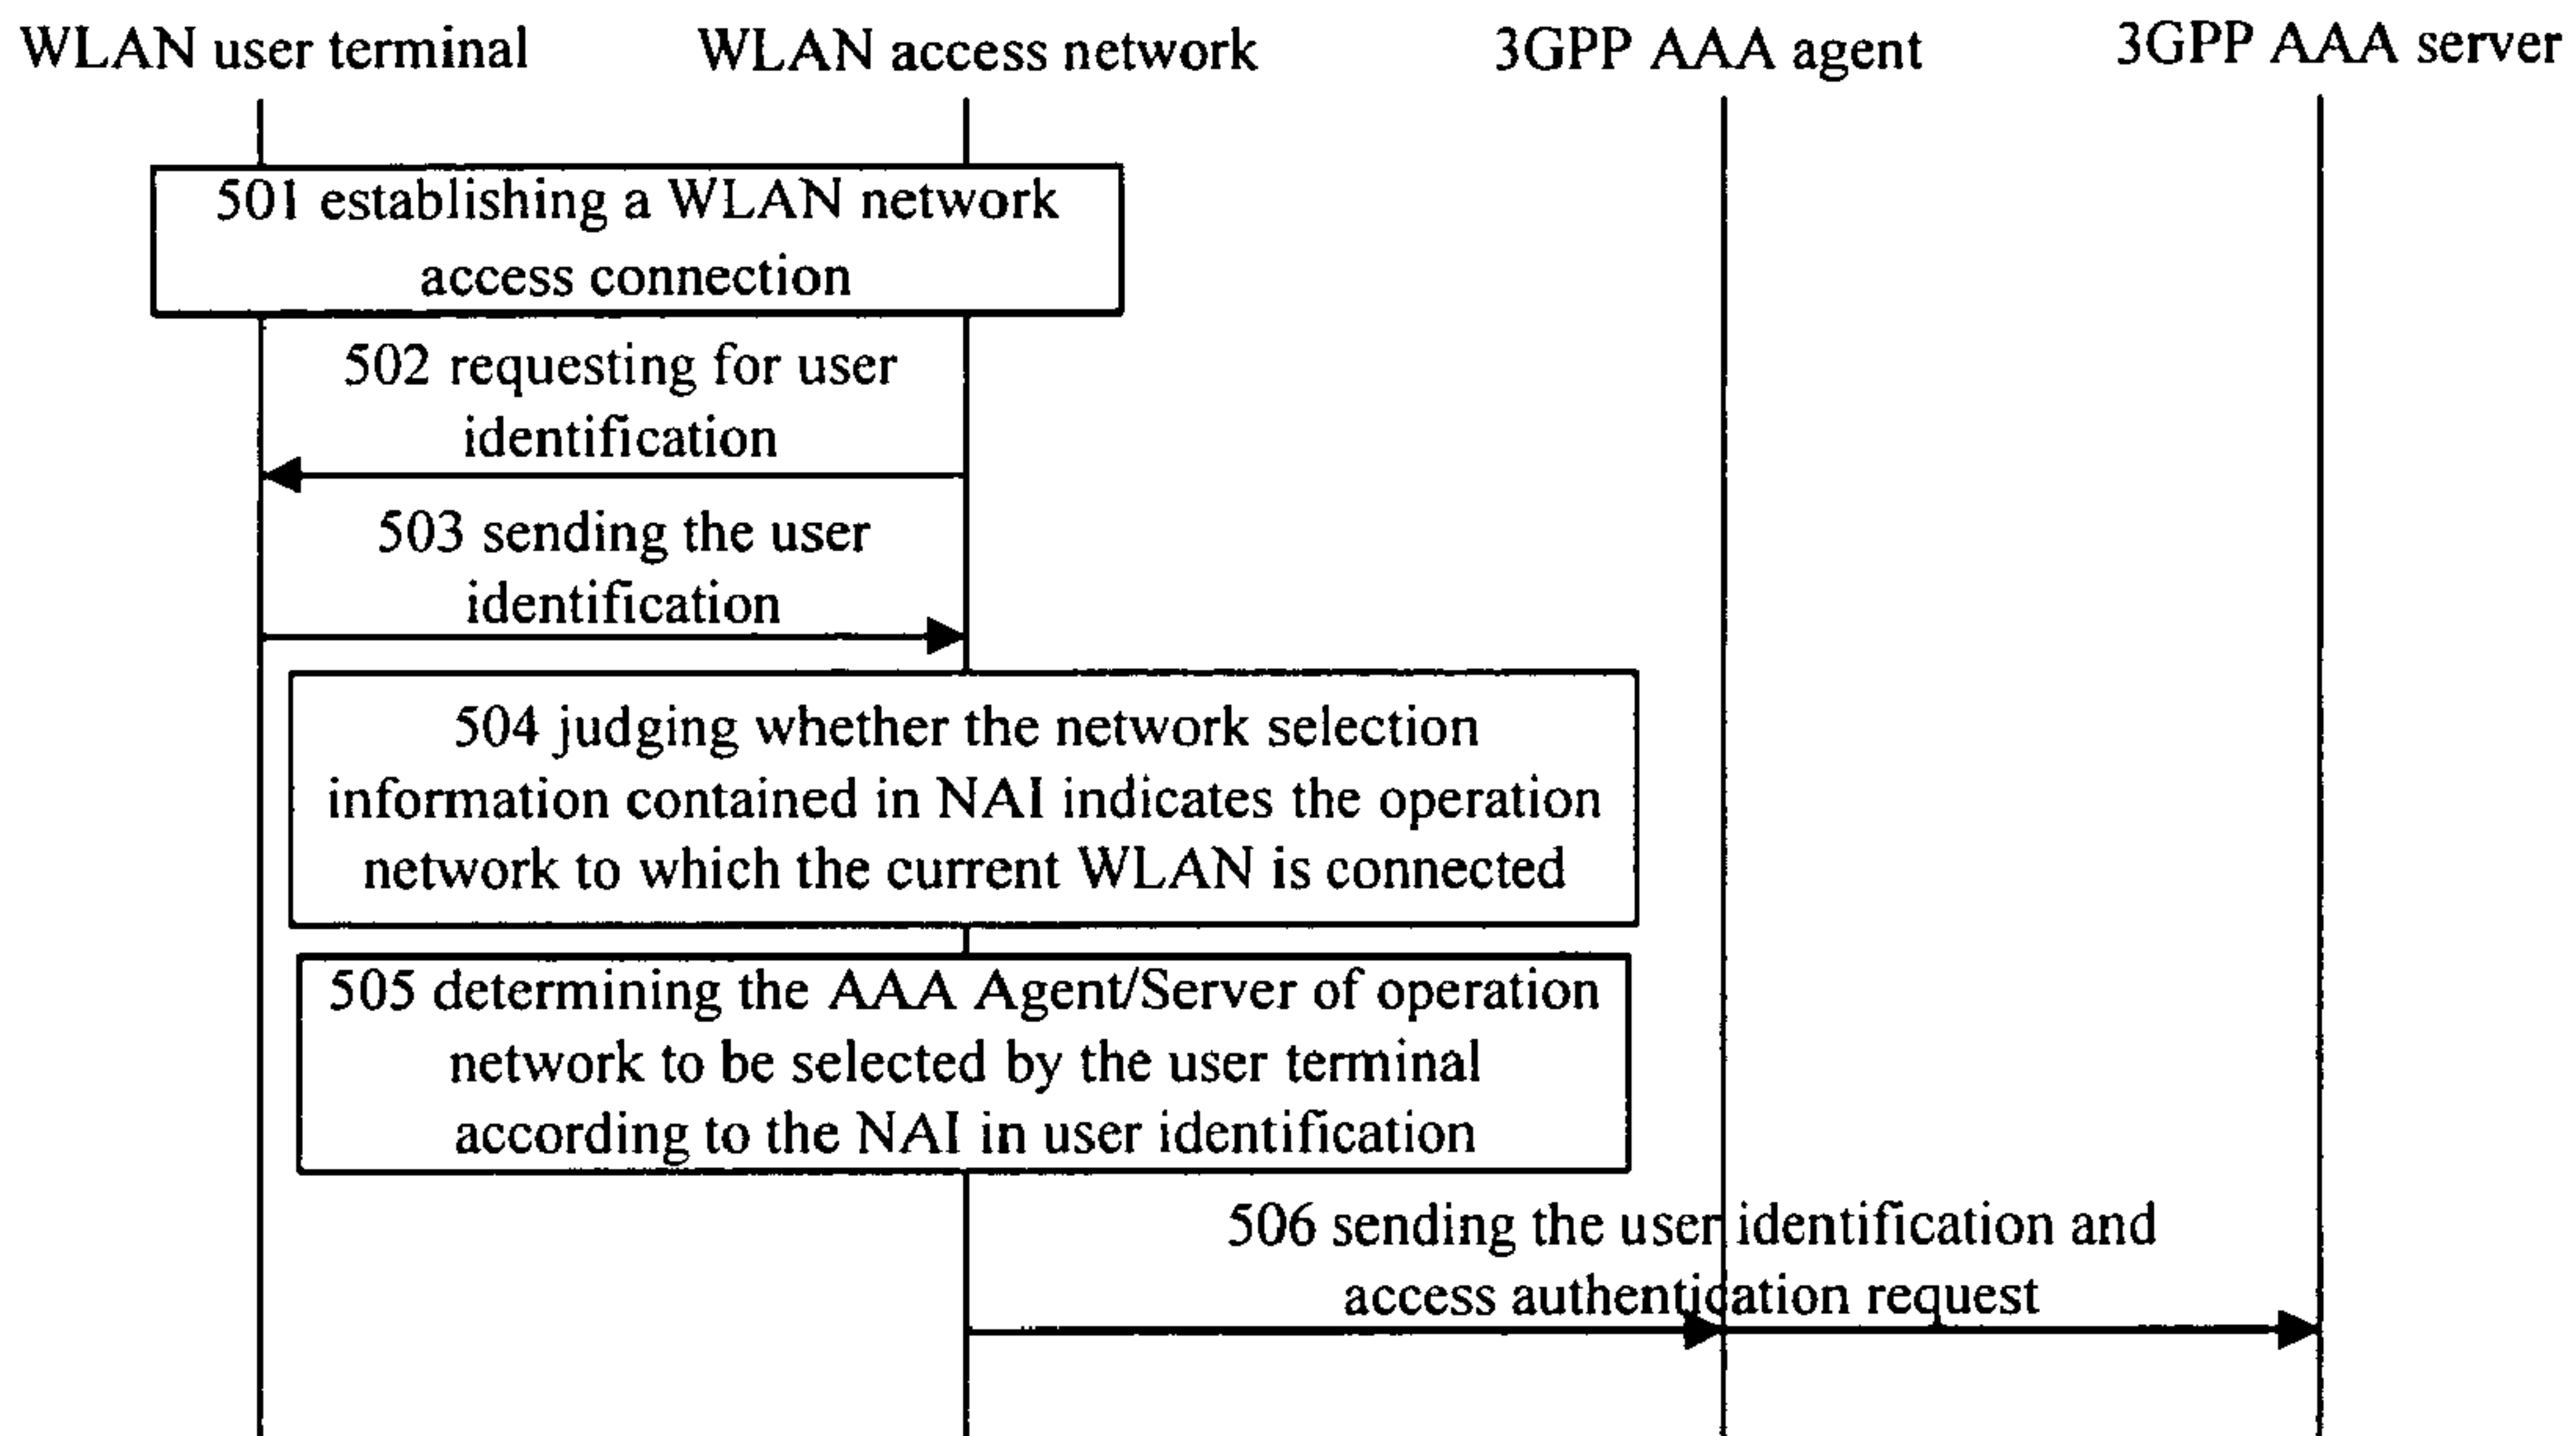 WLAN user terminal
WLAN access network
3GPP AAA agent
3GPP AAA server
501 establishing a WLAN network
access connection
502 requesting for user
identification
503 sending the user
identification
504 judging whether the network selection
information contained in NAI indicates the operation
network to which the current WLAN is connected
505 determining the AAA Agent/Server of operation
network to be selected by the user terminal
according to the NAI in user identification
506 sending the user identification and
access authentication request